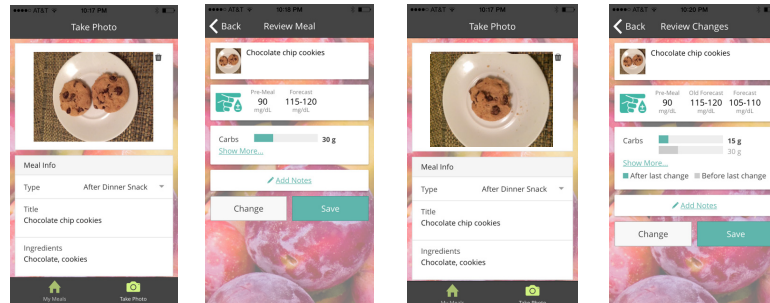 AT&T 10:17 PM
Take Photo
Meal Info
Type After Dinner Snack
Title
Chocolate chip cookies
Ingredients
Chocolate, cookies
My Meals Take Photo
AT&T 10:18 PM
Back Review Meal
Chocolate chip cookies
Pre-Meal Forecast
90 115-120
mg/dL mg/dL
Carbs 30 g
Show More...
Add Notes
Change Save
AT&T 10:17 PM
Take Photo
Meal Info
Type After Dinner Snack
Title
Chocolate chip cookies
Ingredients
Chocolate, cookies
My Meals Take Photo
AT&T 10:20 PM
Back Review Changes
Chocolate chip cookies
Pre-Meal Old Forecast Forecast
90 115-120 105-110
mg/dL mg/dL mg/dL
Carbs 15 g
30 g
Show More...
After last change Before last change
Add Notes
Change Save